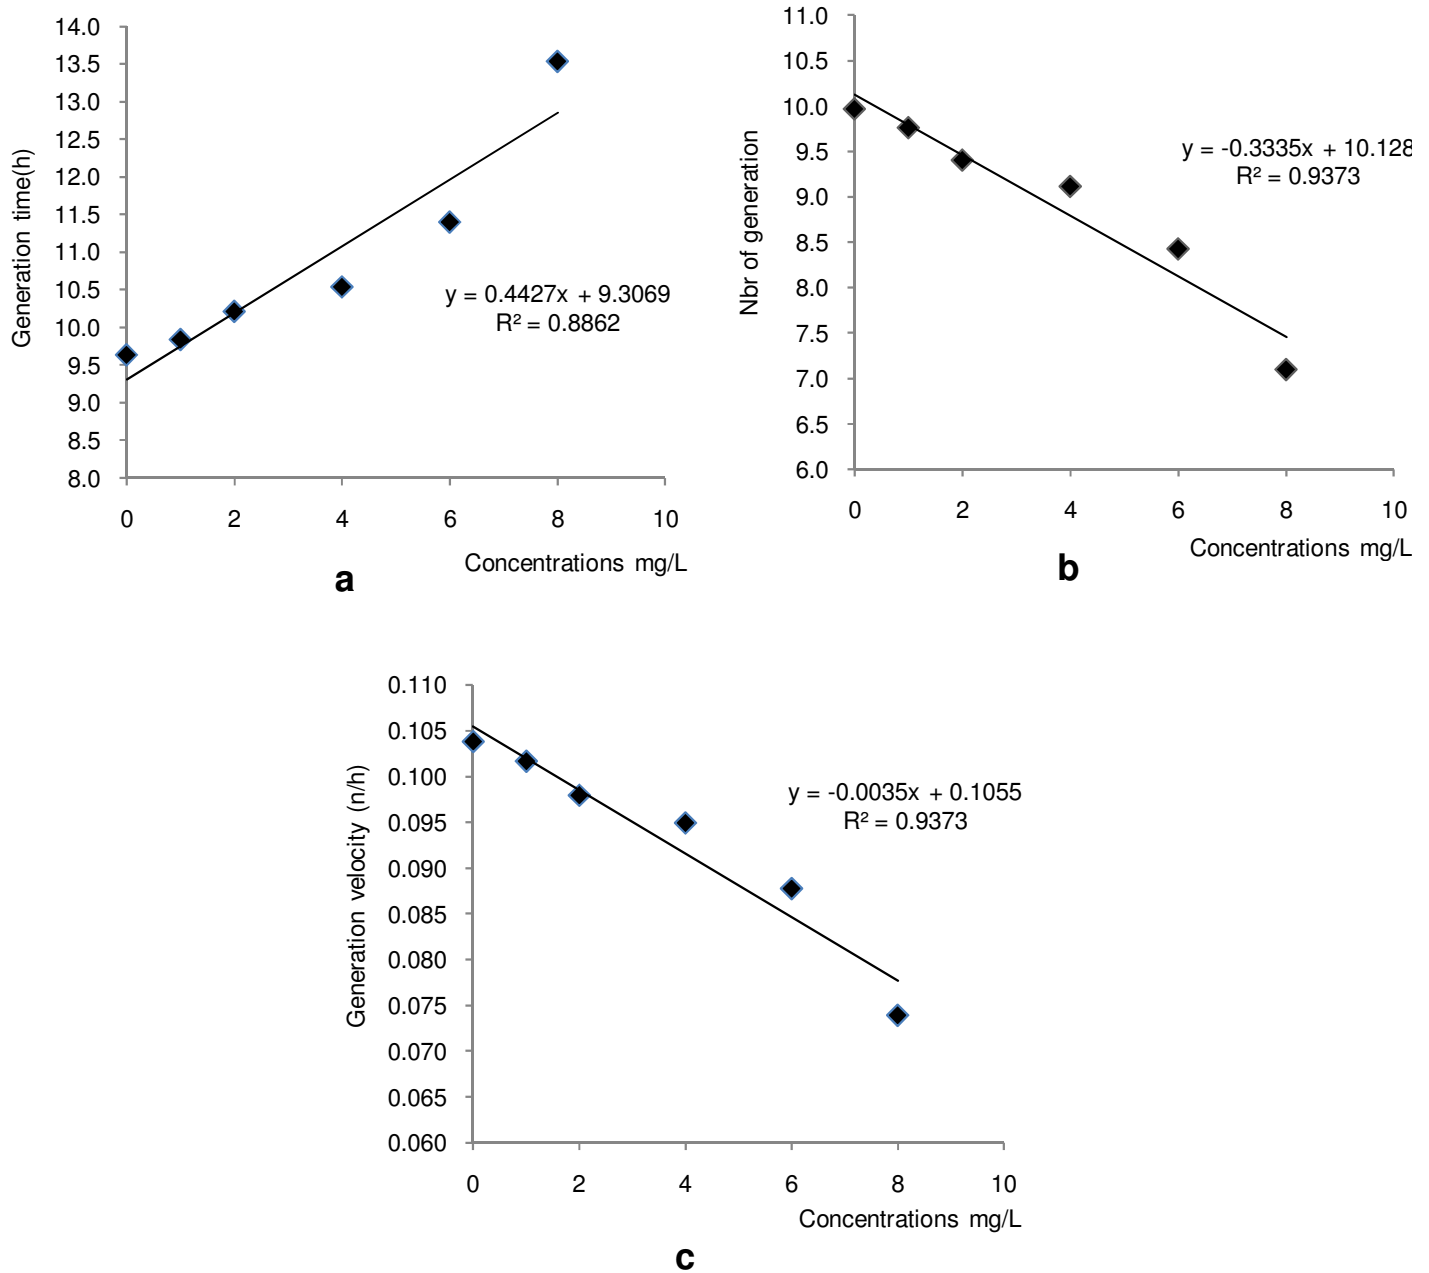 14.0
13.5
13.0
12.5
12.0
11.5
11.0
10.5
10.0
9.5
9.0
8.5
8.0
Generation time(h)
y = 0.4427x + 9.3069
R² = 0.8862
0 2 4 6 8 10
Concentrations mg/L
a
11.0
10.5
10.0
9.5
9.0
8.5
8.0
7.5
7.0
6.5
6.0
Nbr of generation
y = -0.3335x + 10.128
R² = 0.9373
0 2 4 6 8 10
Concentrations mg/L
b
0.110
0.105
0.100
0.095
0.090
0.085
0.080
0.075
0.070
0.065
0.060
Generation velocity (n/h)
y = -0.0035x + 0.1055
R² = 0.9373
0 2 4 6 8 10
Concentrations mg/L
c